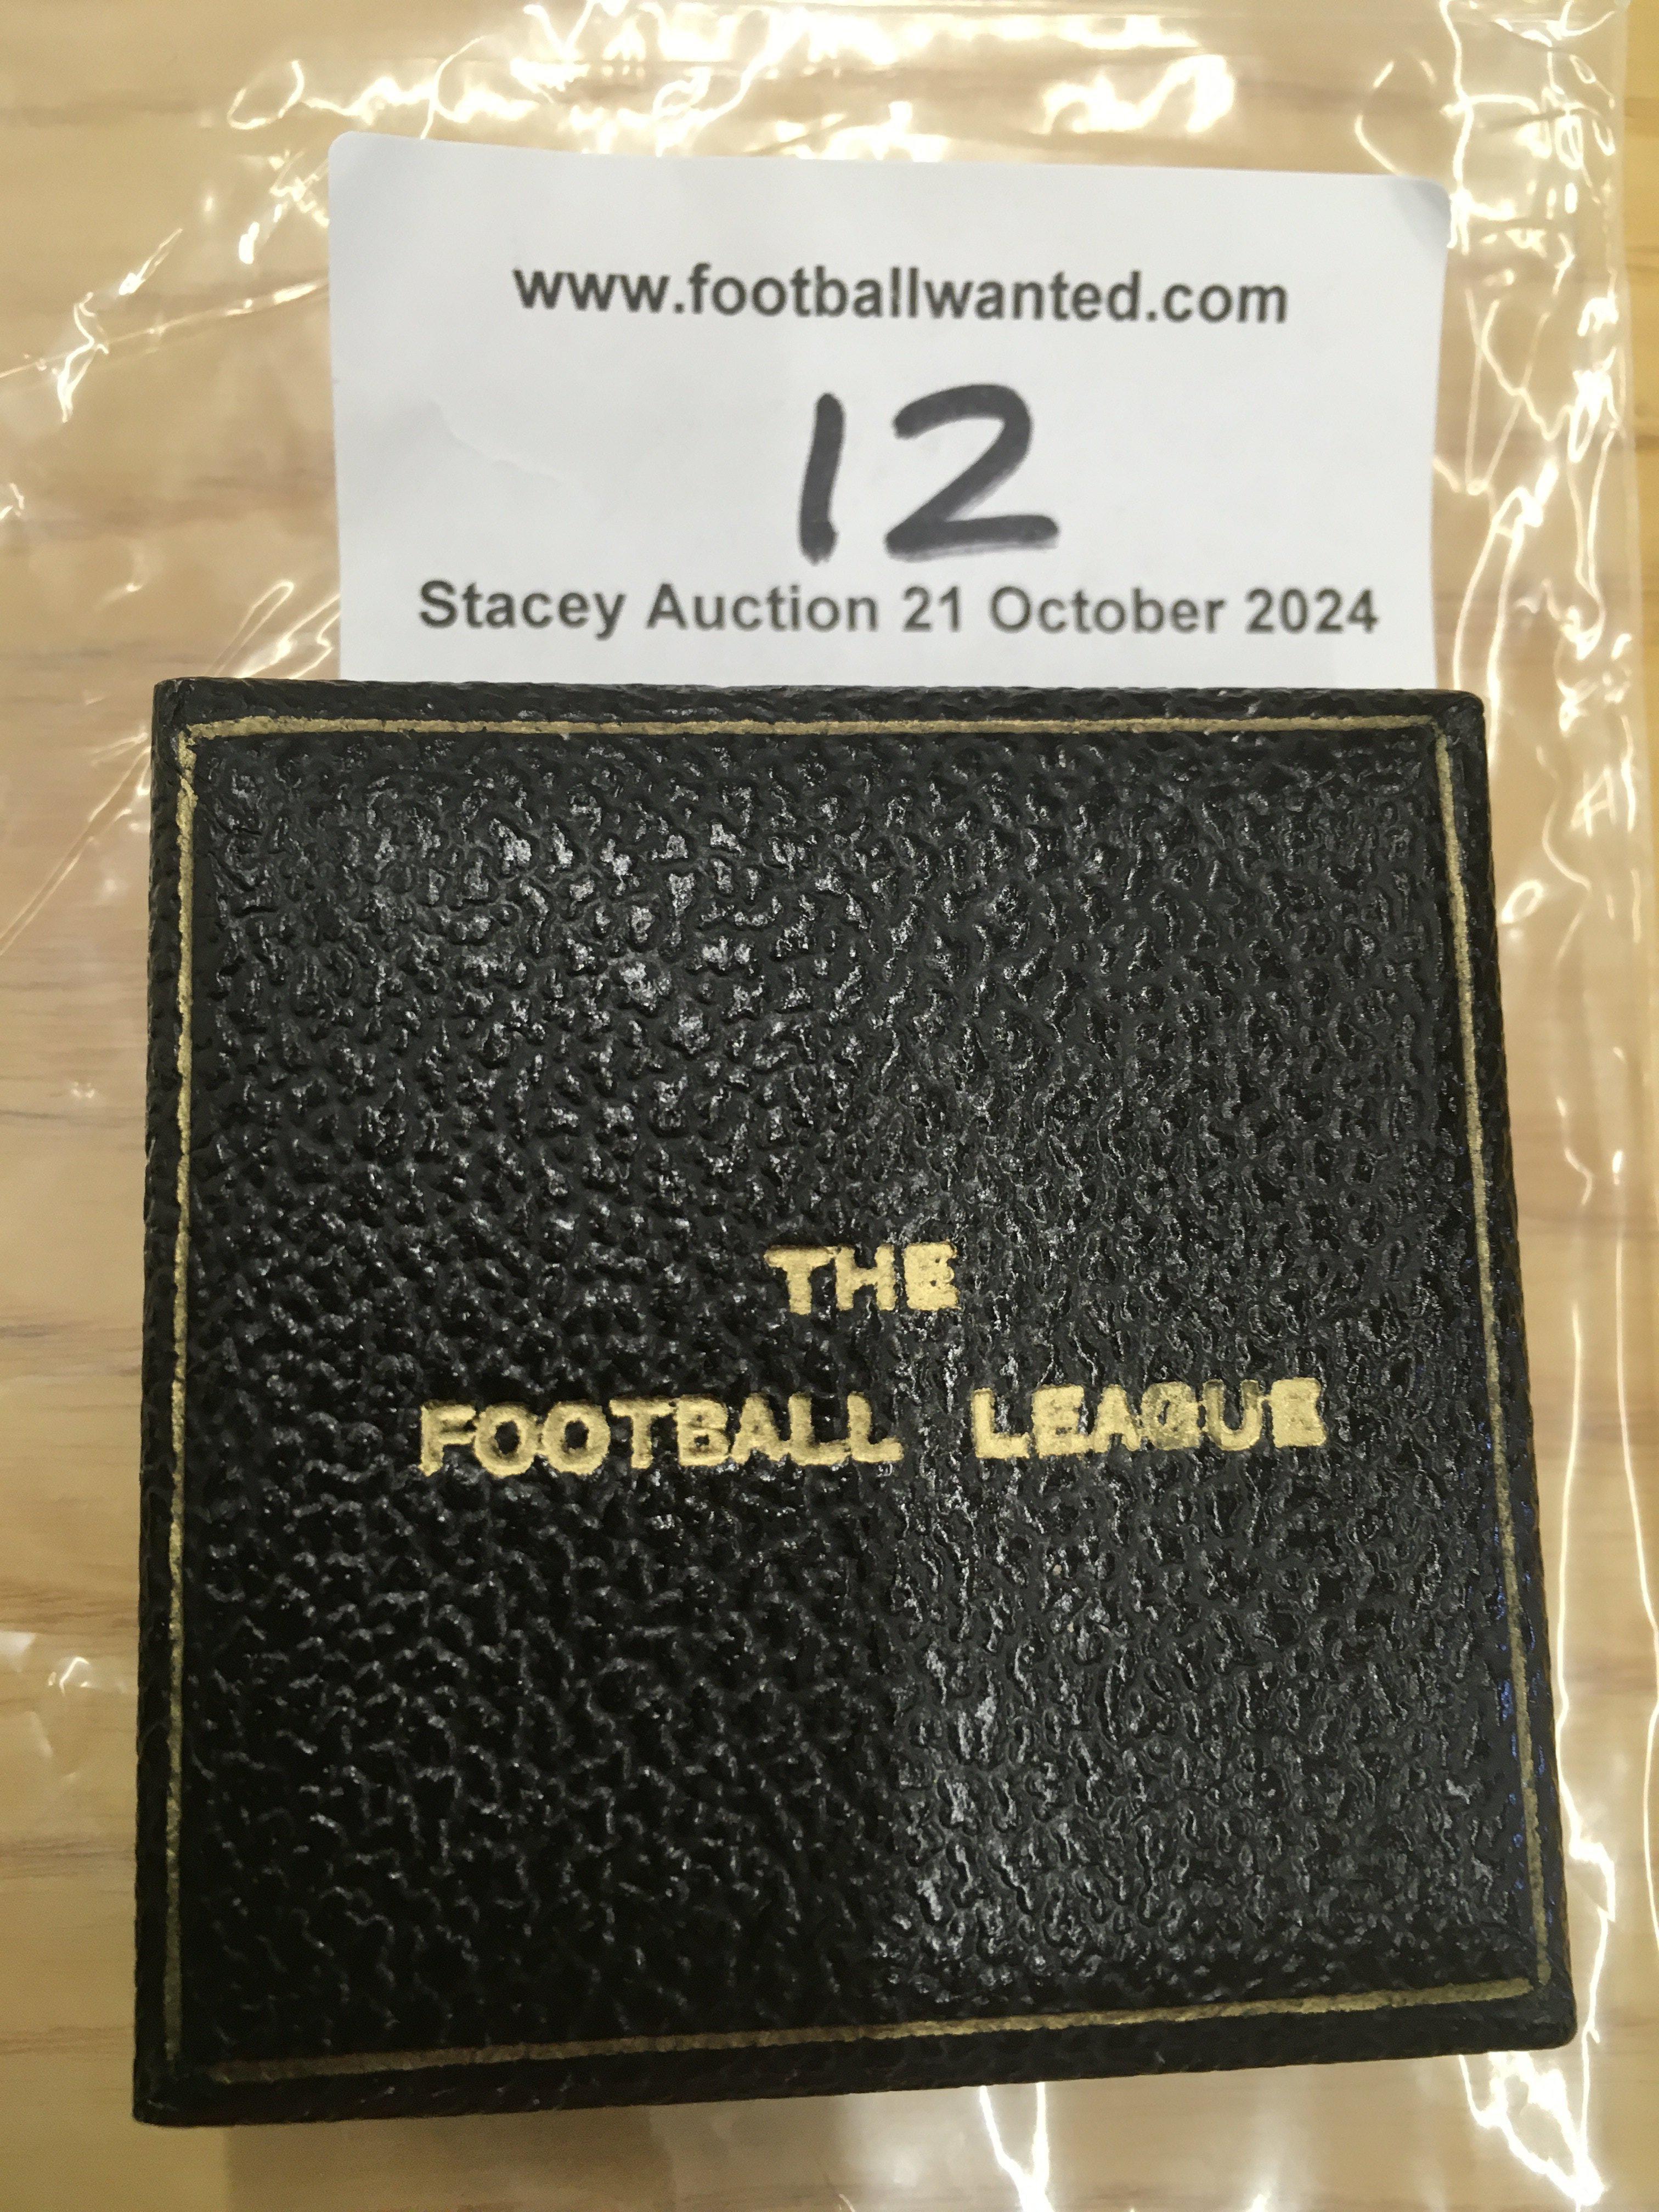 www.footballwanted.com
12
Stacey Auction 21 October 2024
THE
FOOTBALL LEAGUE